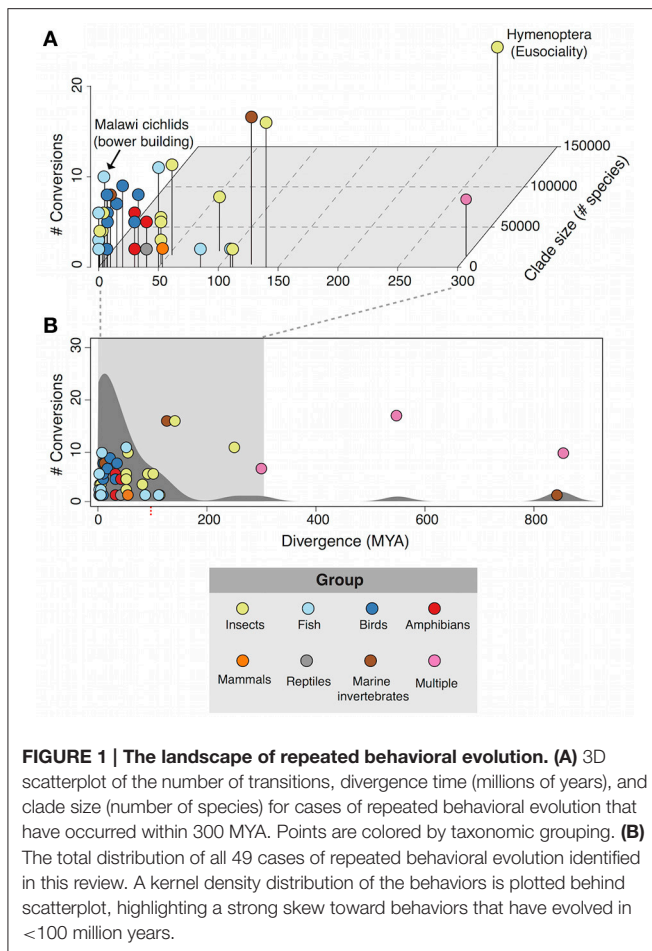 A
Hymenoptera
(Eusociality)
20
Malawi cichlids
(bower building)
150000
100000
50000
0
Clade size (# species)
# Conversions
10
0
0
50
100
150
200
250
300
B
30
20
10
0
# Conversions
0
200
400
600
800
Divergence (MYA)
Group
Insects
Fish
Birds
Amphibians
Mammals
Reptiles
Marine
invertebrates
Multiple
FIGURE 1 | The landscape of repeated behavioral evolution. (A) 3D
scatterplot of the number of transitions, divergence time (millions of years), and
clade size (number of species) for cases of repeated behavioral evolution that
have occurred within 300 MYA. Points are colored by taxonomic grouping. (B)
The total distribution of all 49 cases of repeated behavioral evolution identified
in this review. A kernel density distribution of the behaviors is plotted behind
scatterplot, highlighting a strong skew toward behaviors that have evolved in
<100 million years.